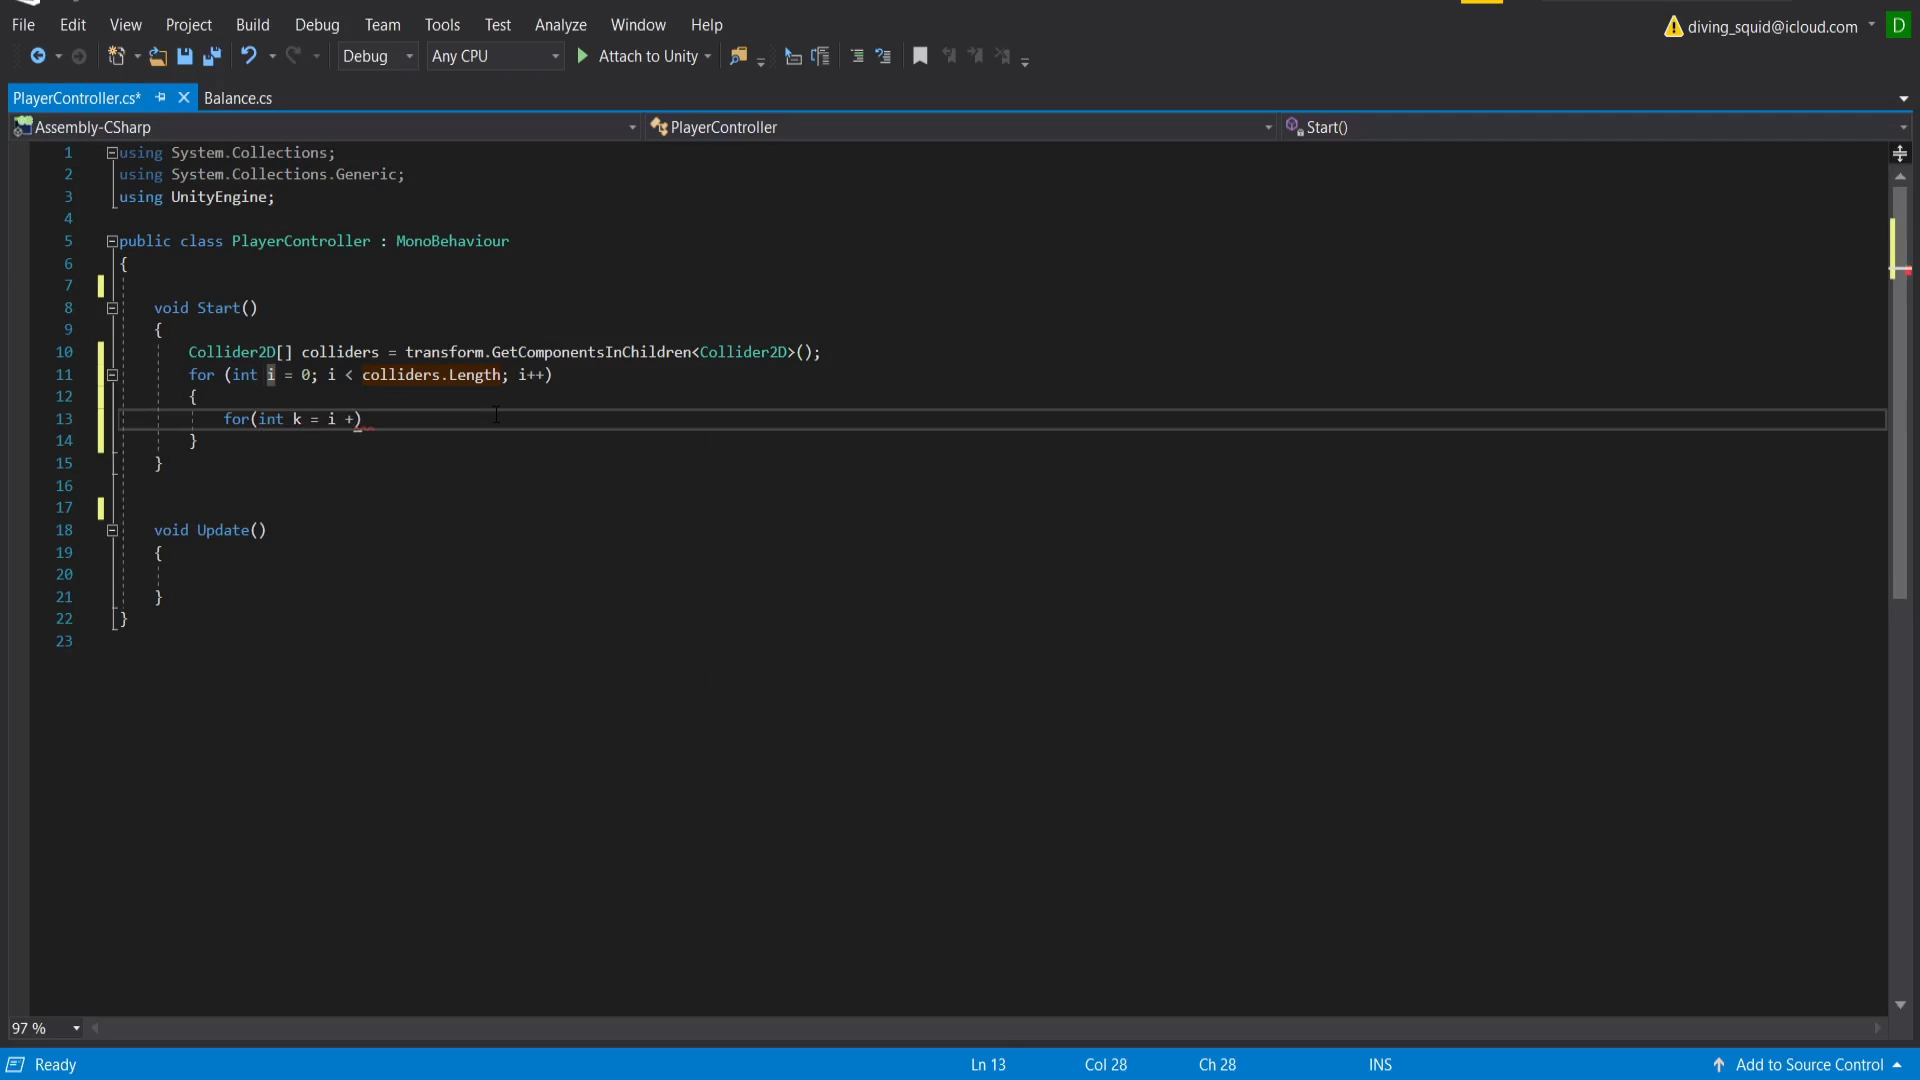 File Edit View Project Build Debug Team Tools Test Analyze Window Help
diving_squid@icloud.com D
Debug Any CPU Attach to Unity
PlayerController.cs* Balance.cs
Assembly-CSharp PlayerController Start()
1 using System.Collections;
2 using System.Collections.Generic;
3 using UnityEngine;
4
5 public class PlayerController : MonoBehaviour
6 {
7
8 void Start()
9 {
10 Collider2D[] colliders = transform.GetComponentsInChildren<Collider2D>();
11 for (int i = 0; i < colliders.Length; i++)
12 {
13 for(int k = i +)
14 }
15 }
16
17
18 void Update()
19 {
20
21 }
22 }
23
97 %
Ready Ln 13 Col 28 Ch 28 INS Add to Source Control